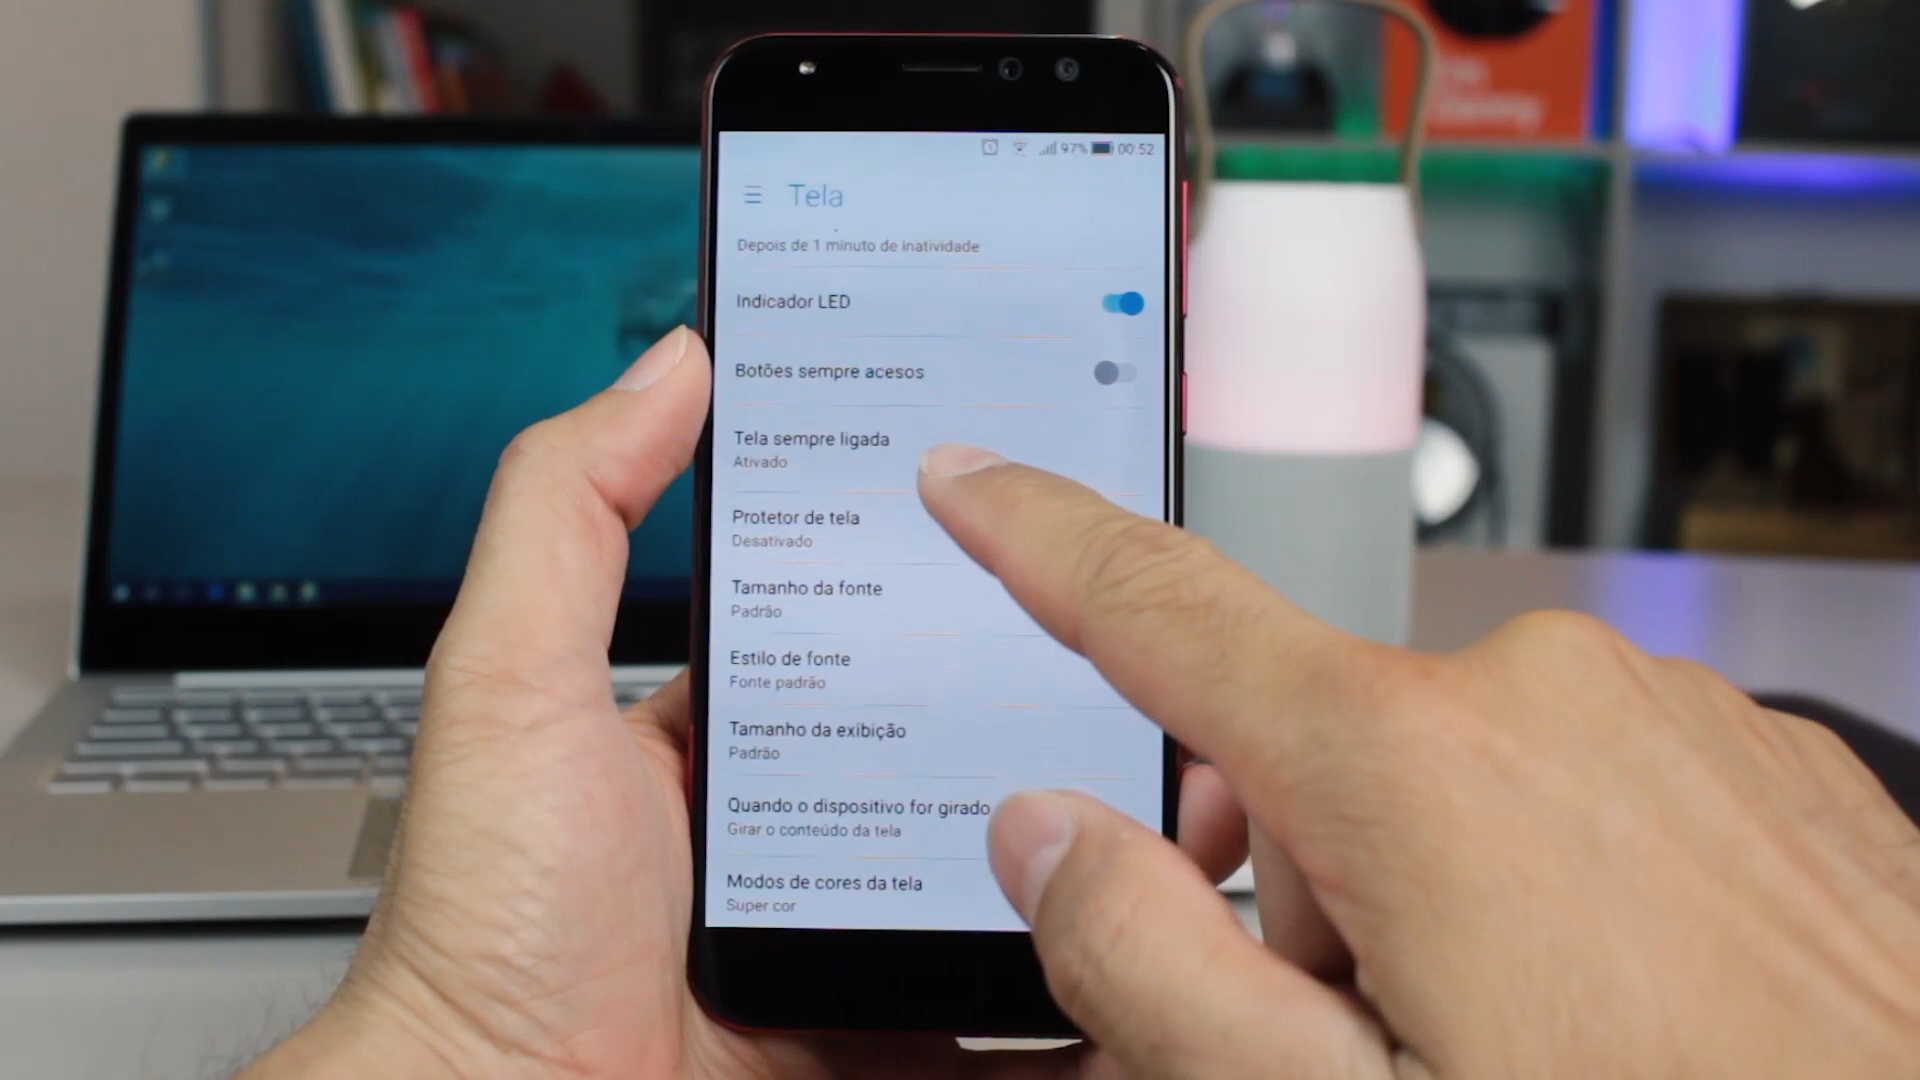 97% 00:52
Tela
Depois de 1 minuto de inatividade
Indicador LED
Botões sempre acesos
Tela sempre ligada
Ativado
Protetor de tela
Desativado
Tamanho da fonte
Padrão
Estilo de fonte
Fonte padrão
Tamanho da exibição
Padrão
Quando o dispositivo for girado
Girar o conteúdo da tela
Modos de cores da tela
Super cor